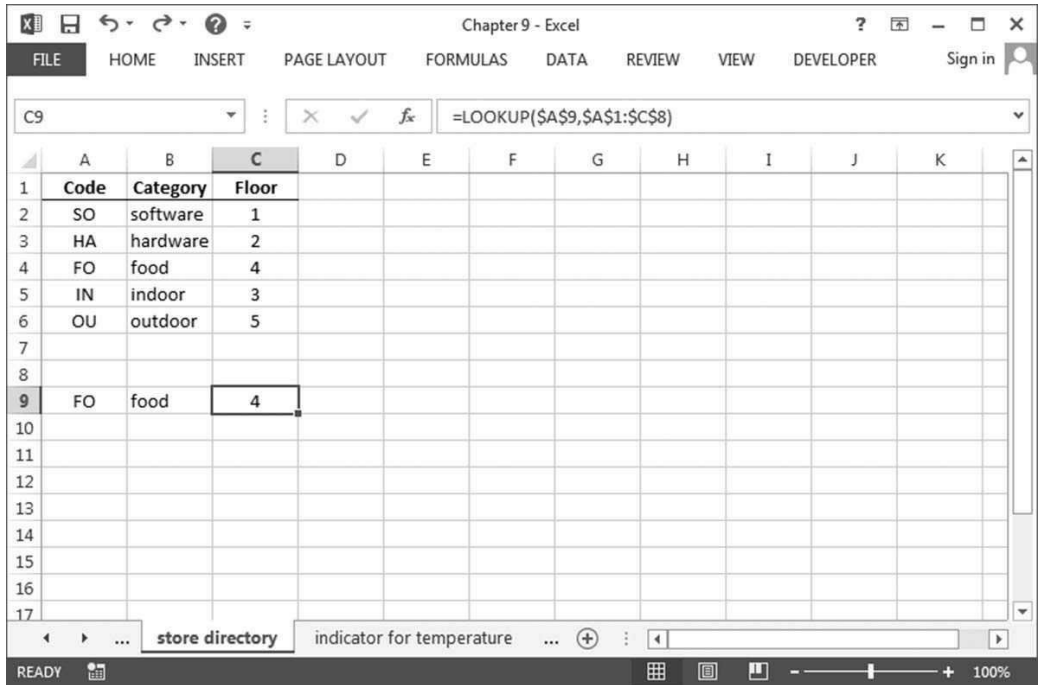 Chapter 9 - Excel
?
FILE HOME INSERT PAGE LAYOUT FORMULAS DATA REVIEW VIEW DEVELOPER Sign in
C9 fx =LOOKUP($A$9,$A$1:$C$8)
A B C D E F G H I J K
1 Code Category Floor
2 SO software 1
3 HA hardware 2
4 FO food 4
5 IN indoor 3
6 OU outdoor 5
7
8
9 FO food 4
10
11
12
13
14
15
16
17
... store directory indicator for temperature ...
READY 100%